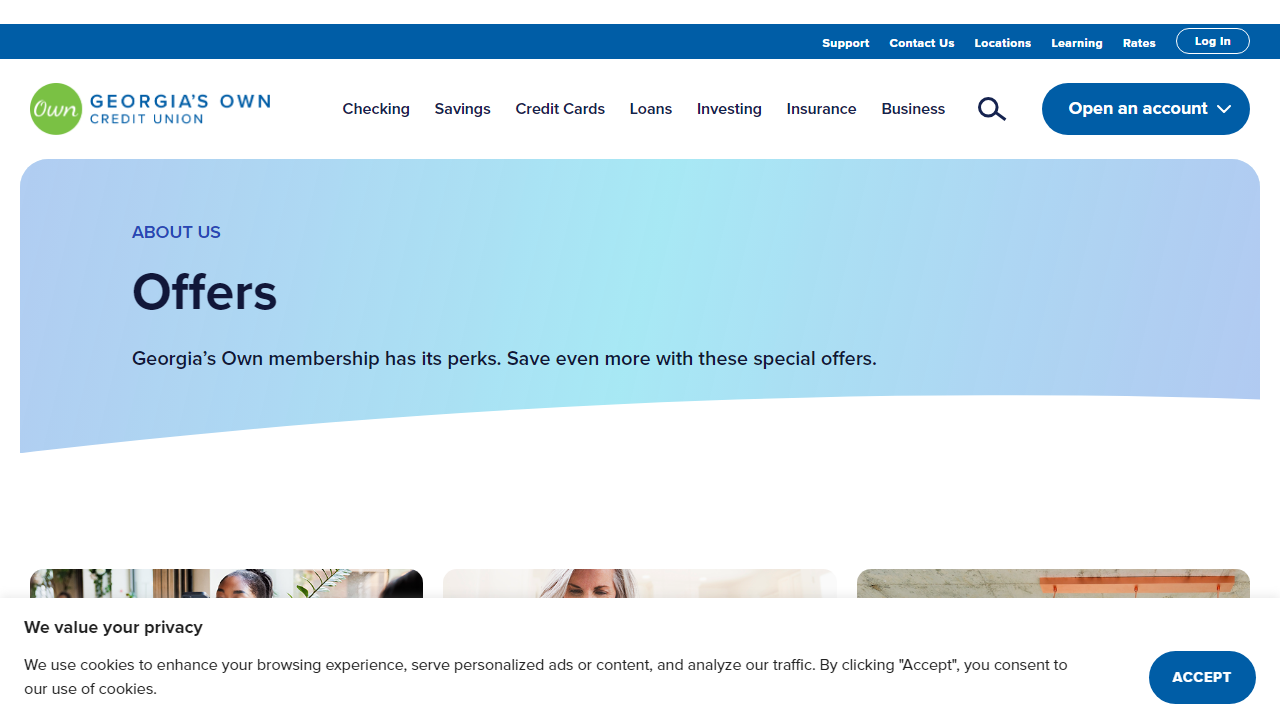 Support Contact Us Locations Learning Rates Log In
Own GEORGIA'S OWN
CREDIT UNION
Checking Savings Credit Cards Loans Investing Insurance Business Open an account
ABOUT US
Offers
Georgia’s Own membership has its perks. Save even more with these special offers.
We value your privacy
We use cookies to enhance your browsing experience, serve personalized ads or content, and analyze our traffic. By clicking "Accept", you consent to
our use of cookies.
ACCEPT